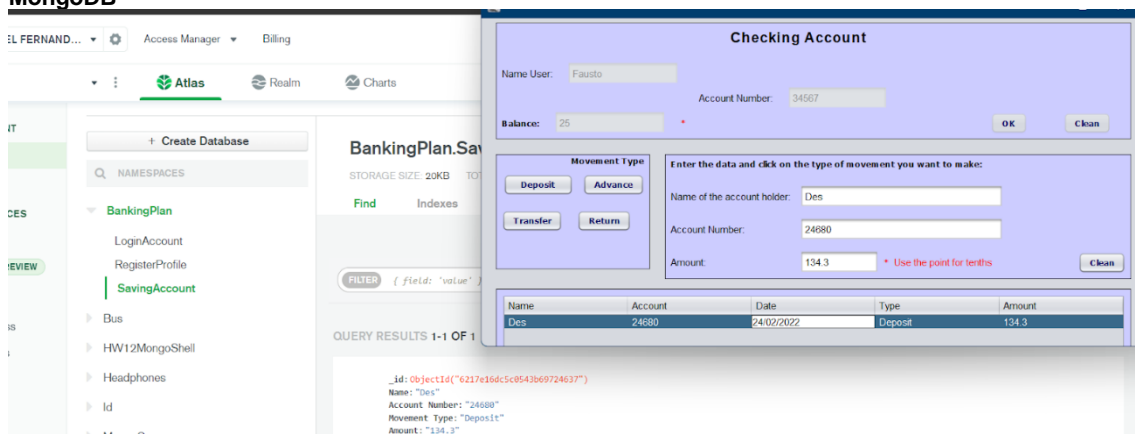 MongoDB
EL FERNAND...
Access Manager
Billing
Atlas
Realm
Charts
+ Create Database
NAMESPACES
BankingPlan
LoginAccount
RegisterProfile
SavingAccount
Bus
HW12MongoShell
Headphones
Id
CES
EVIEW
BankingPlan.Sav
STORAGE SIZE: 20KB
Find
Indexes
FILTER
{ field: 'value' }
QUERY RESULTS 1-1 OF 1
_id: ObjectId("6217e16dc5c0543b69724637")
Name: "Des"
Account Number: "24680"
Movement Type: "Deposit"
Amount: "134.3"
Checking Account
Name User: Fausto
Account Number: 34567
Balance: 25 *
OK
Clean
Movement Type
Deposit
Advance
Transfer
Return
Enter the data and click on the type of movement you want to make:
Name of the account holder: Des
Account Number: 24680
Amount: 134.3 * Use the point for tenths
Clean
Name Account Date Type Amount
Des 24680 24/02/2022 Deposit 134.3